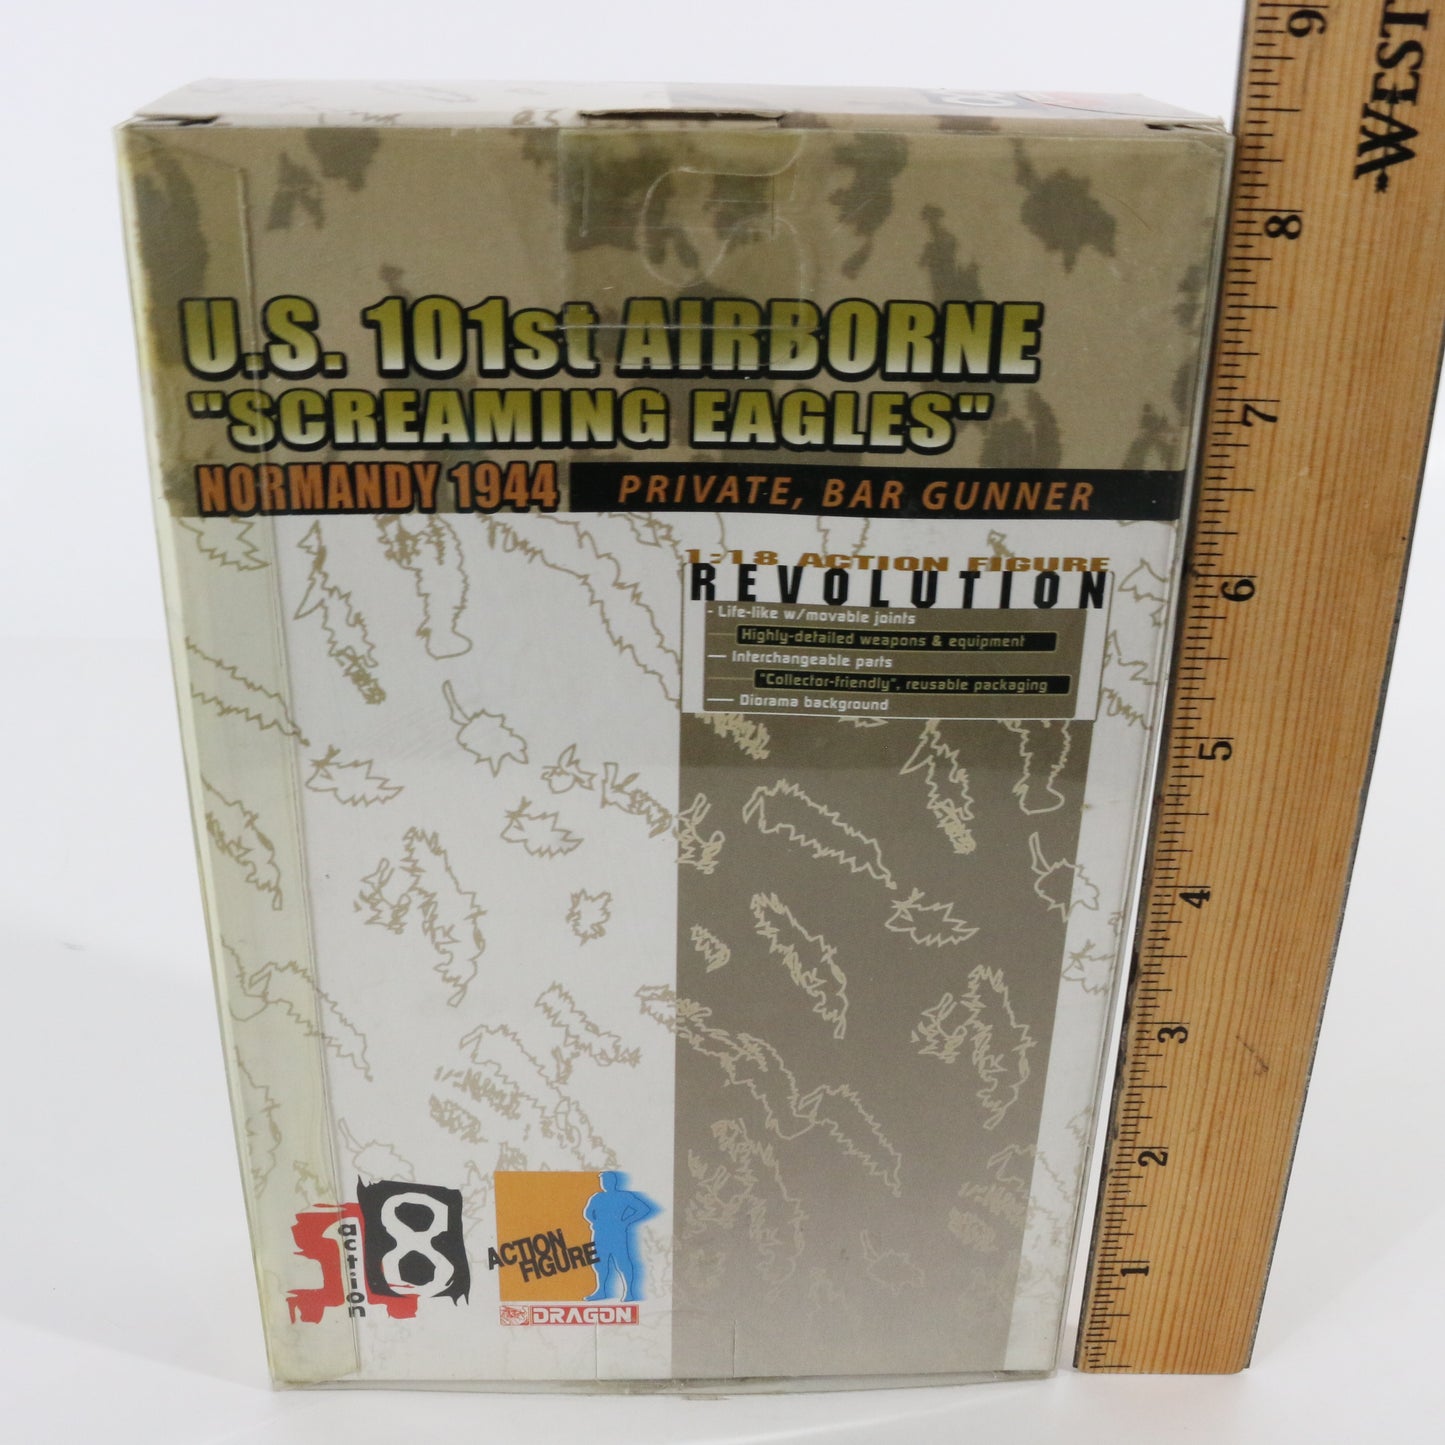 U.S. 101st AIRBORNE
"SCREAMING EAGLES"
NORMANDY 1944 PRIVATE, BAR GUNNER
1:18 ACTION FIGURE
REVOLUTION
- Life-like w/movable joints
Highly-detailed weapons & equipment
Interchangeable parts
"Collector-friendly", reusable packaging
Diorama background
1 action 8
ACTION
FIGURE
DRAGON
WEST
9
8
7
6
5
4
3
2
1